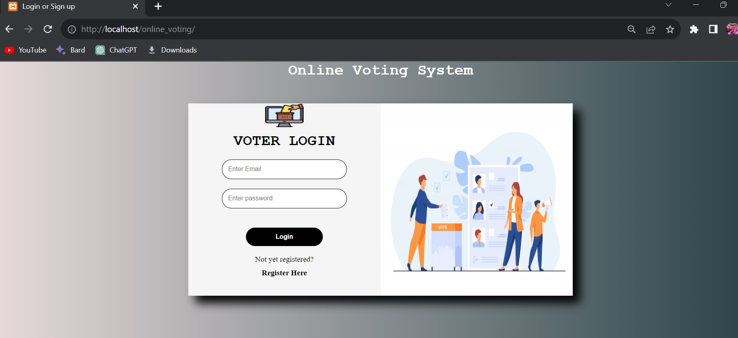 Login or Sign up
http://localhost/online_voting/
YouTube Bard ChatGPT Downloads
Online Voting System
VOTER LOGIN
Enter Email
Enter password
Login
Not yet registered?
Register Here
VOTE